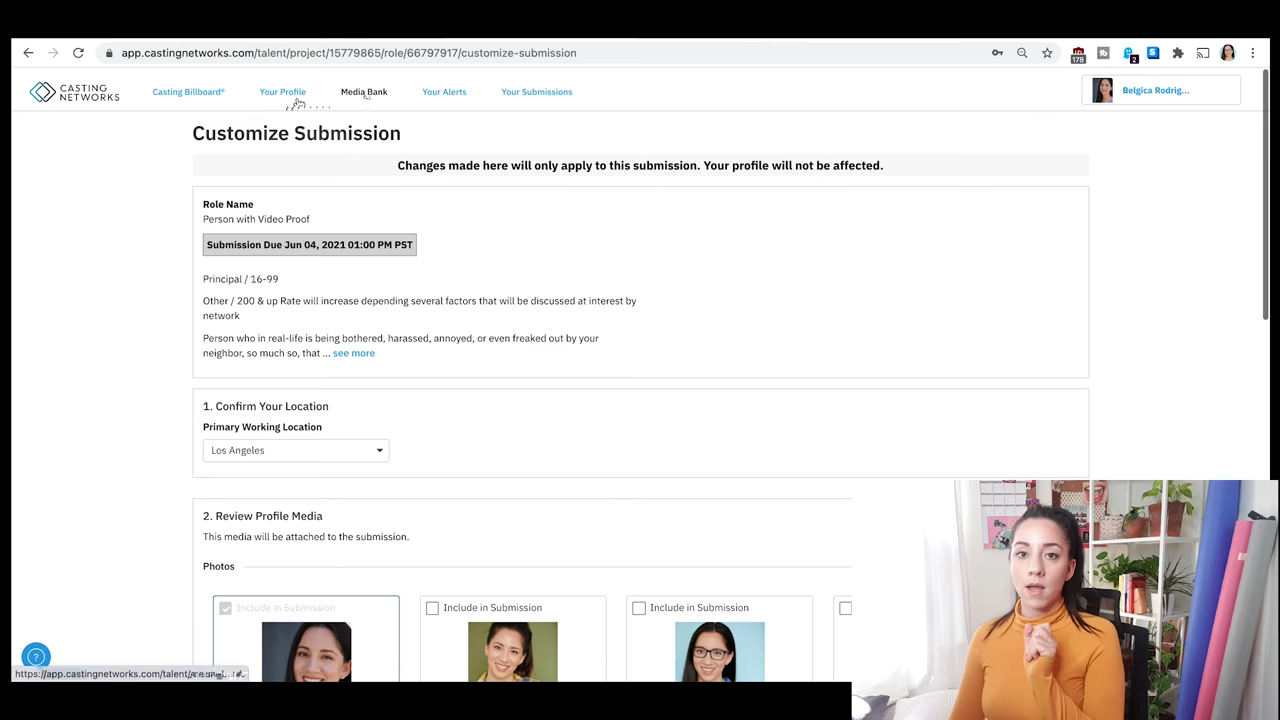 app.castingnetworks.com/talent/project/15779865/role/66797917/customize-submission
178
2
CASTING
NETWORKS
Casting Billboard®
Your Profile
Media Bank
Your Alerts
Your Submissions
Belgica Rodrig...
Customize Submission
Changes made here will only apply to this submission. Your profile will not be affected.
Role Name
Person with Video Proof
Submission Due Jun 04, 2021 01:00 PM PST
Principal / 16-99
Other / 200 & up Rate will increase depending several factors that will be discussed at interest by
network
Person who in real-life is being bothered, harassed, annoyed, or even freaked out by your
neighbor, so much so, that ... see more
1. Confirm Your Location
Primary Working Location
Los Angeles
2. Review Profile Media
This media will be attached to the submission.
Photos
Include in Submission
Include in Submission
Include in Submission
?
https://app.castingnetworks.com/talent/